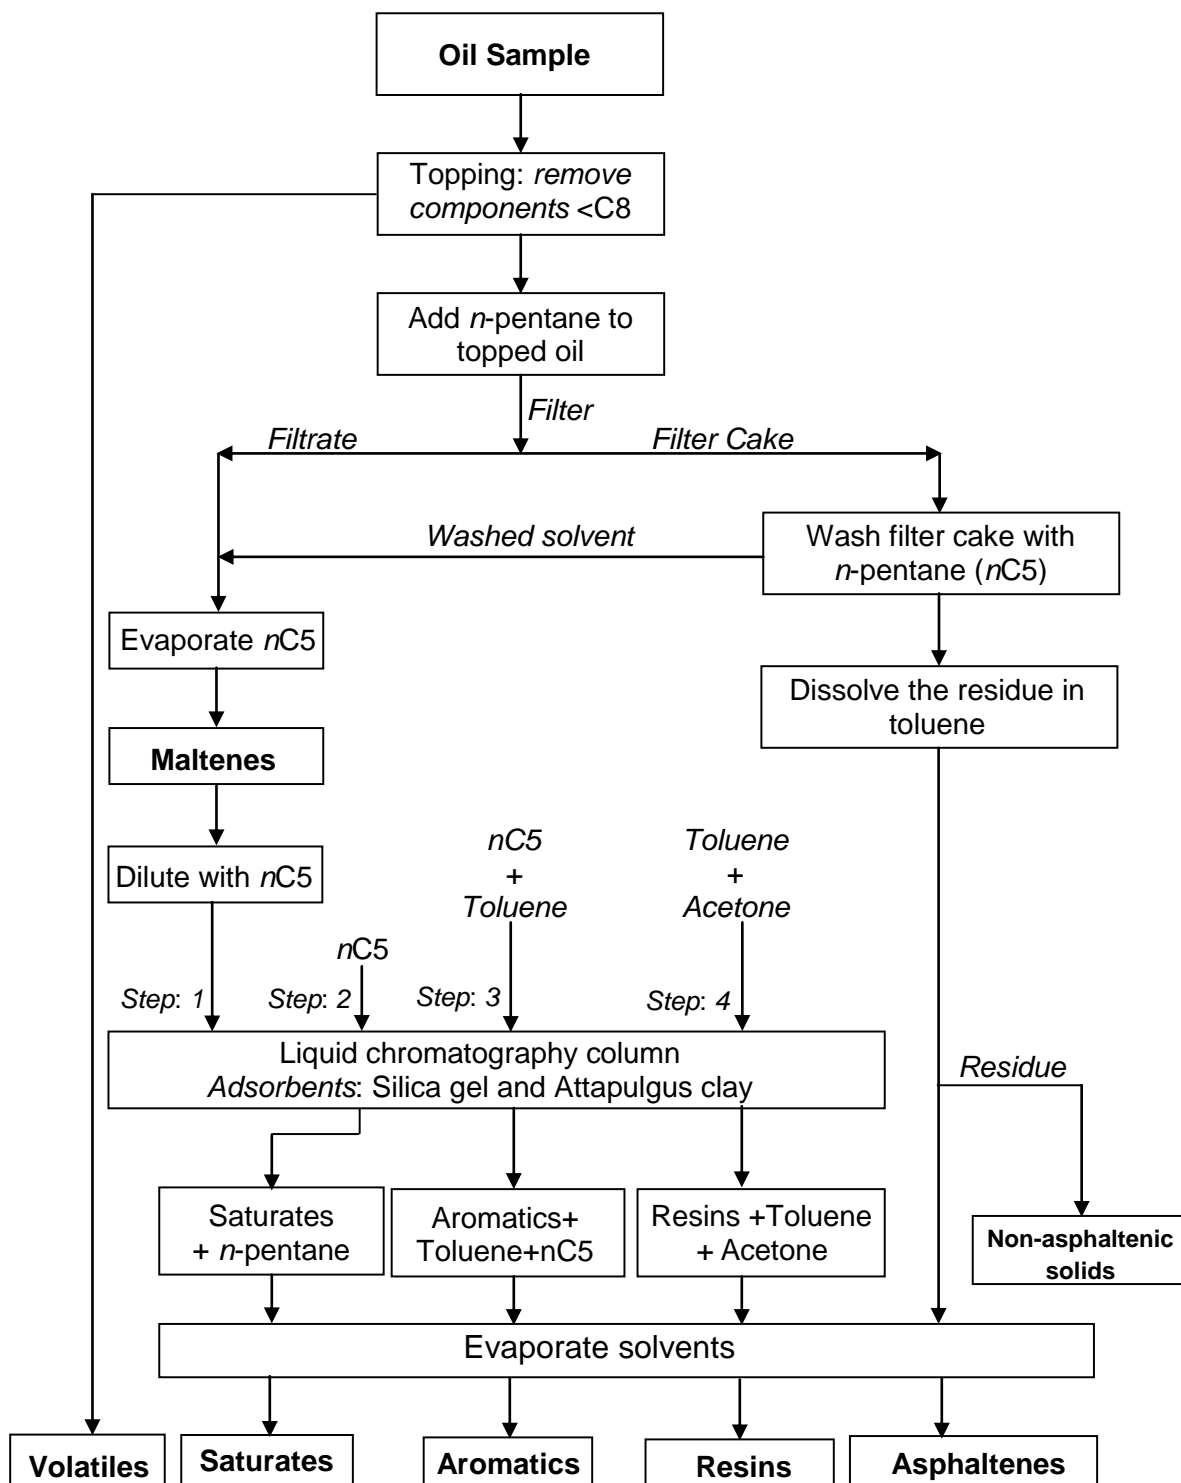 Oil Sample
Topping: remove
components <C8
Add n-pentane to
topped oil
Filter
Filtrate
Filter Cake
Washed solvent
Wash filter cake with
n-pentane (nC5)
Evaporate nC5
Dissolve the residue in
toluene
Maltenes
Dilute with nC5
nC5
+
Toluene
Toluene
+
Acetone
nC5
Step: 1
Step: 2
Step: 3
Step: 4
Liquid chromatography column
Adsorbents: Silica gel and Attapulgus clay
Residue
Saturates
+ n-pentane
Aromatics+
Toluene+nC5
Resins +Toluene
+ Acetone
Non-asphaltenic
solids
Evaporate solvents
Volatiles
Saturates
Aromatics
Resins
Asphaltenes